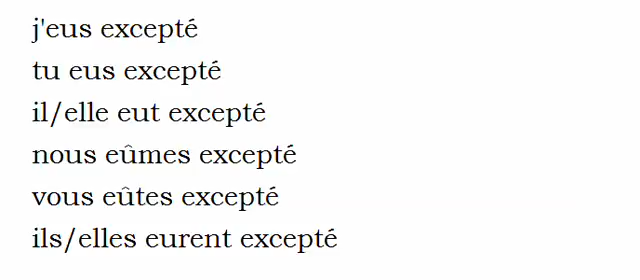 j'eus excepté
tu eus excepté
il/elle eut excepté
nous eûmes excepté
vous eûtes excepté
ils/elles eurent excepté